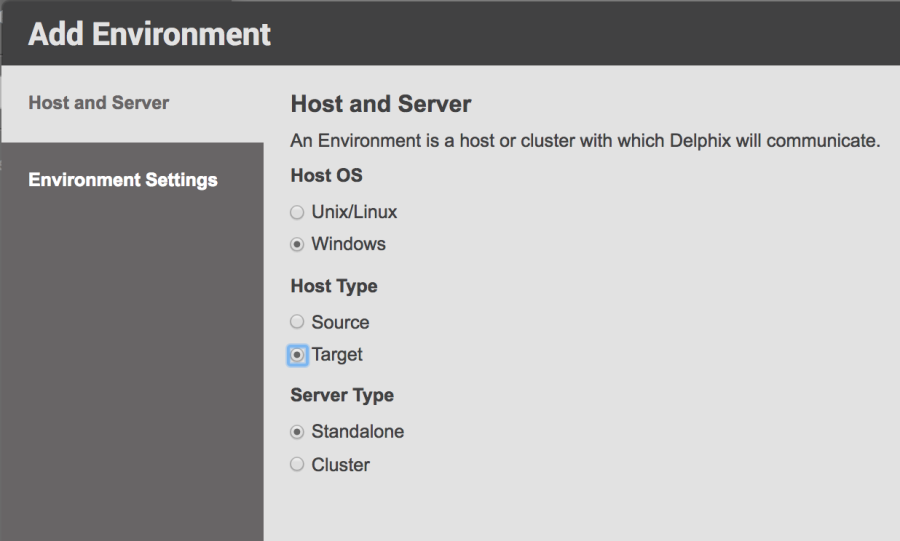 Add Environment
Host and Server
Environment Settings
Host and Server
An Environment is a host or cluster with which Delphix will communicate.
Host OS
Unix/Linux
Windows
Host Type
Source
Target
Server Type
Standalone
Cluster